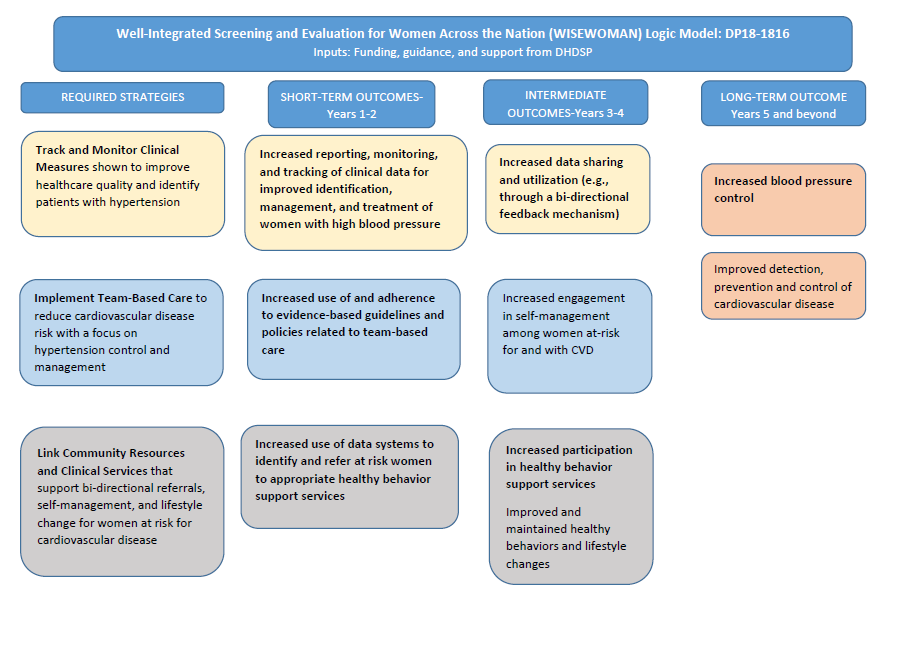 Well-Integrated Screening and Evaluation for Women Across the Nation (WISEWOMAN) Logic Model: DP18-1816
Inputs: Funding, guidance, and support from DHDSP
REQUIRED STRATEGIES
Track and Monitor Clinical
Measures shown to improve
healthcare quality and identify
patients with hypertension
Implement Team-Based Care to
reduce cardiovascular disease
risk with a focus on
hypertension control and
management
Link Community Resources
and Clinical Services that
support bi-directional referrals,
self-management, and lifestyle
change for women at risk for
cardiovascular disease
SHORT-TERM OUTCOMES-
Years 1-2
Increased reporting, monitoring,
and tracking of clinical data for
improved identification,
management, and treatment of
women with high blood pressure
Increased use of and adherence
to evidence-based guidelines and
policies related to team-based
care
Increased use of data systems to
identify and refer at risk women
to appropriate healthy behavior
support services
INTERMEDIATE
OUTCOMES-Years 3-4
Increased data sharing
and utilization (e.g.,
through a bi-directional
feedback mechanism)
Increased engagement
in self-management
among women at-risk
for and with CVD
Increased participation
in healthy behavior
support services
Improved and
maintained healthy
behaviors and lifestyle
changes
LONG-TERM OUTCOME
Years 5 and beyond
Increased blood pressure
control
Improved detection,
prevention and control of
cardiovascular disease